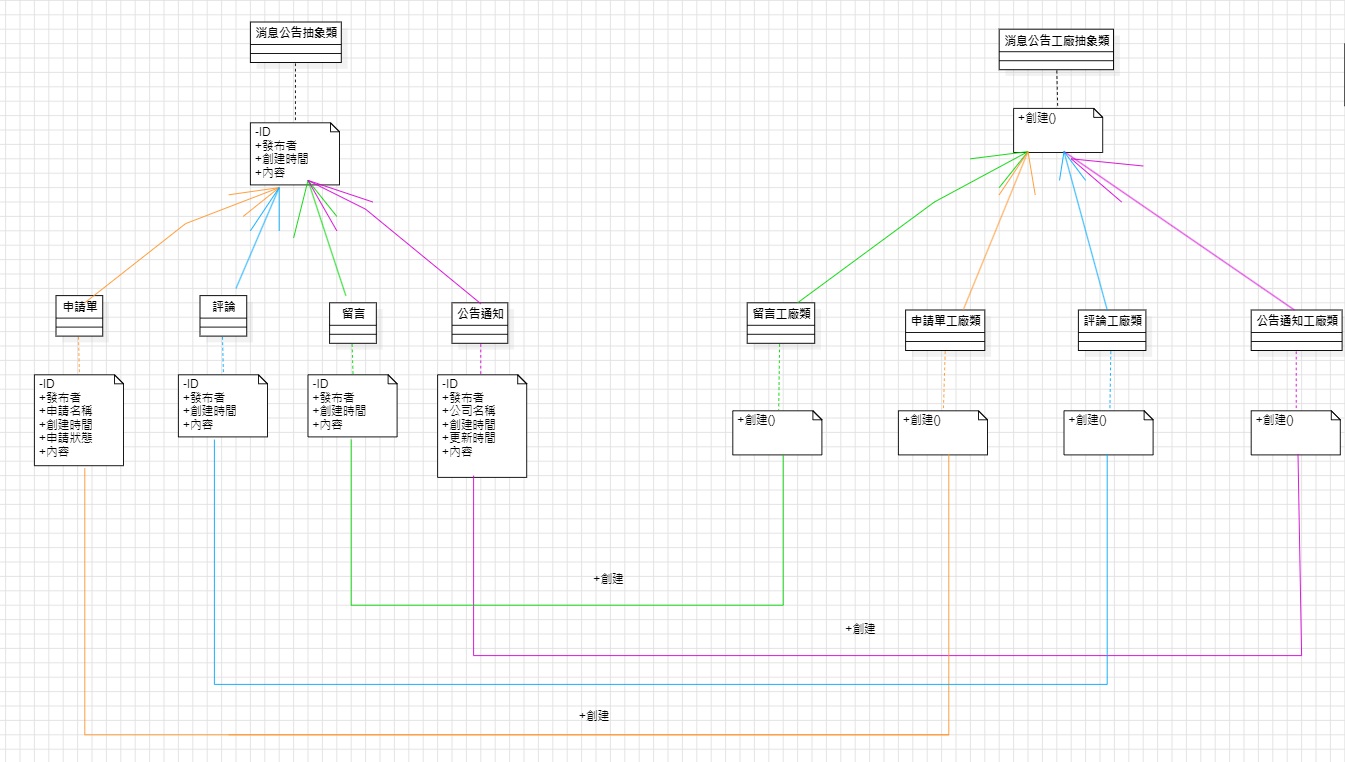 消息公告抽象類
消息公告工廠抽象類
-ID
+發布者
+創建時間
+內容
+創建()
申請單
評論
留言
公告通知
留言工廠類
申請單工廠類
評論工廠類
公告通知工廠類
-ID
+發布者
+申請名稱
+創建時間
+申請狀態
+內容
-ID
+發布者
+創建時間
+內容
-ID
+發布者
+創建時間
+內容
-ID
+發布者
+公司名稱
+創建時間
+更新時間
+內容
+創建()
+創建()
+創建()
+創建()
+創建
+創建
+創建